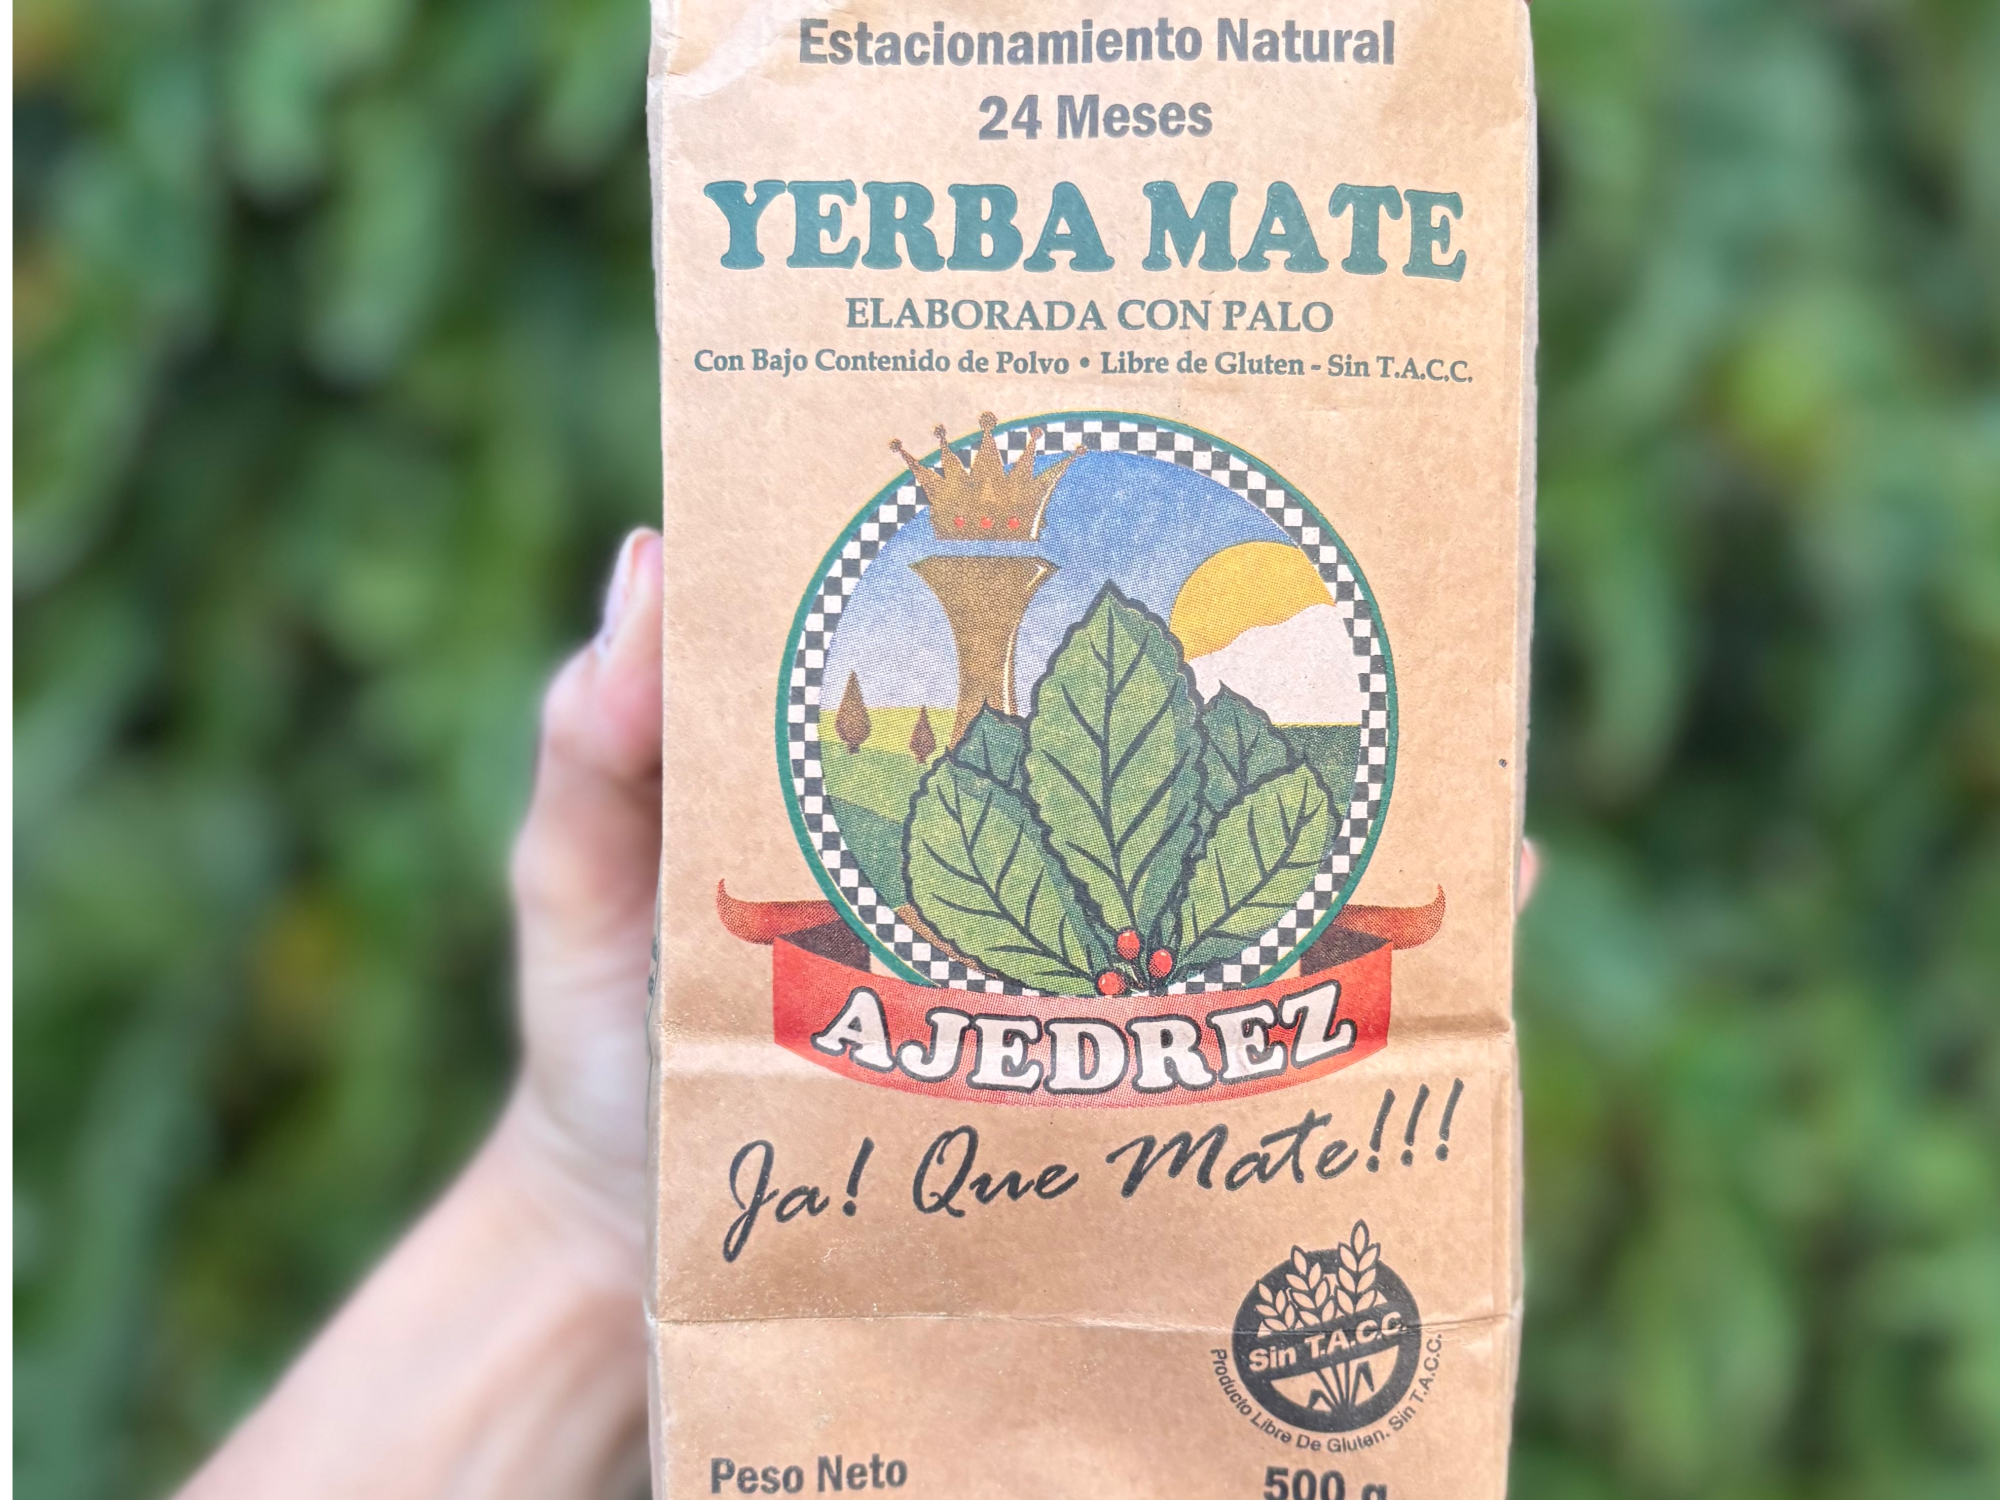 Estacionamiento Natural
24 Meses
YERBA MATE
ELABORADA CON PALO
Con Bajo Contenido de Polvo • Libre de Gluten - Sin T.A.C.C.
AJEDREZ
Ja! Que Mate!!!
Sin T.A.C.C.
Producto Libre De Gluten. Sin T.A.C.C.
Peso Neto 500 g